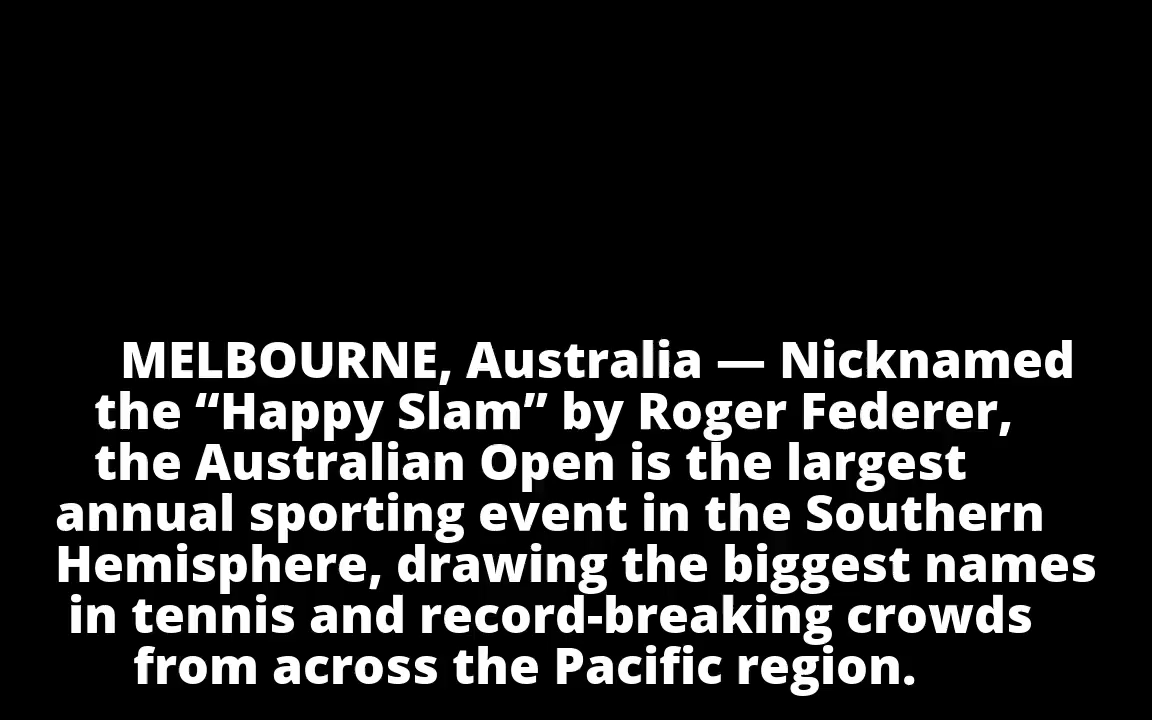 MELBOURNE, Australia — Nicknamed
the “Happy Slam” by Roger Federer,
the Australian Open is the largest
annual sporting event in the Southern
Hemisphere, drawing the biggest names
in tennis and record-breaking crowds
from across the Pacific region.